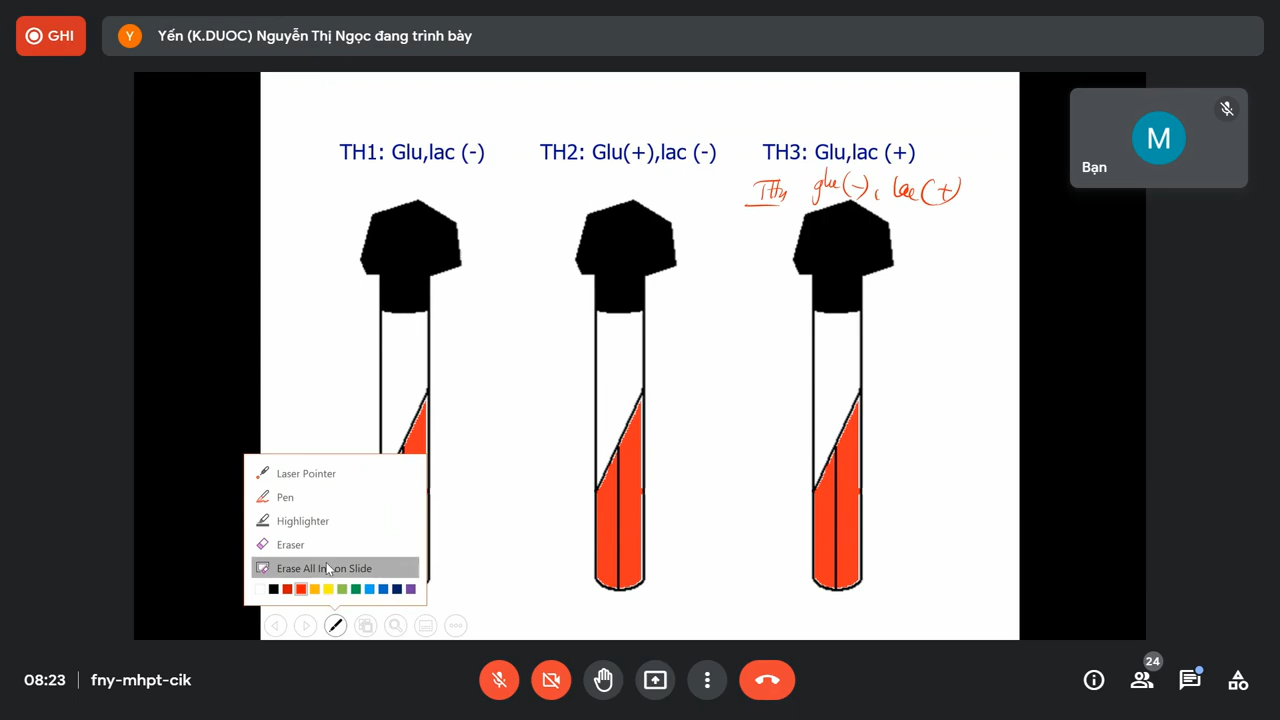 GHI
Y
Yến (K.DUOC) Nguyễn Thị Ngọc đang trình bày
M
Bạn
TH1: Glu,lac (-)
TH2: Glu(+),lac (-)
TH3: Glu,lac (+)
glu (-), lac (+)
Laser Pointer
Pen
Highlighter
Eraser
Erase All Ink on Slide
08:23
fny-mhpt-cik
24